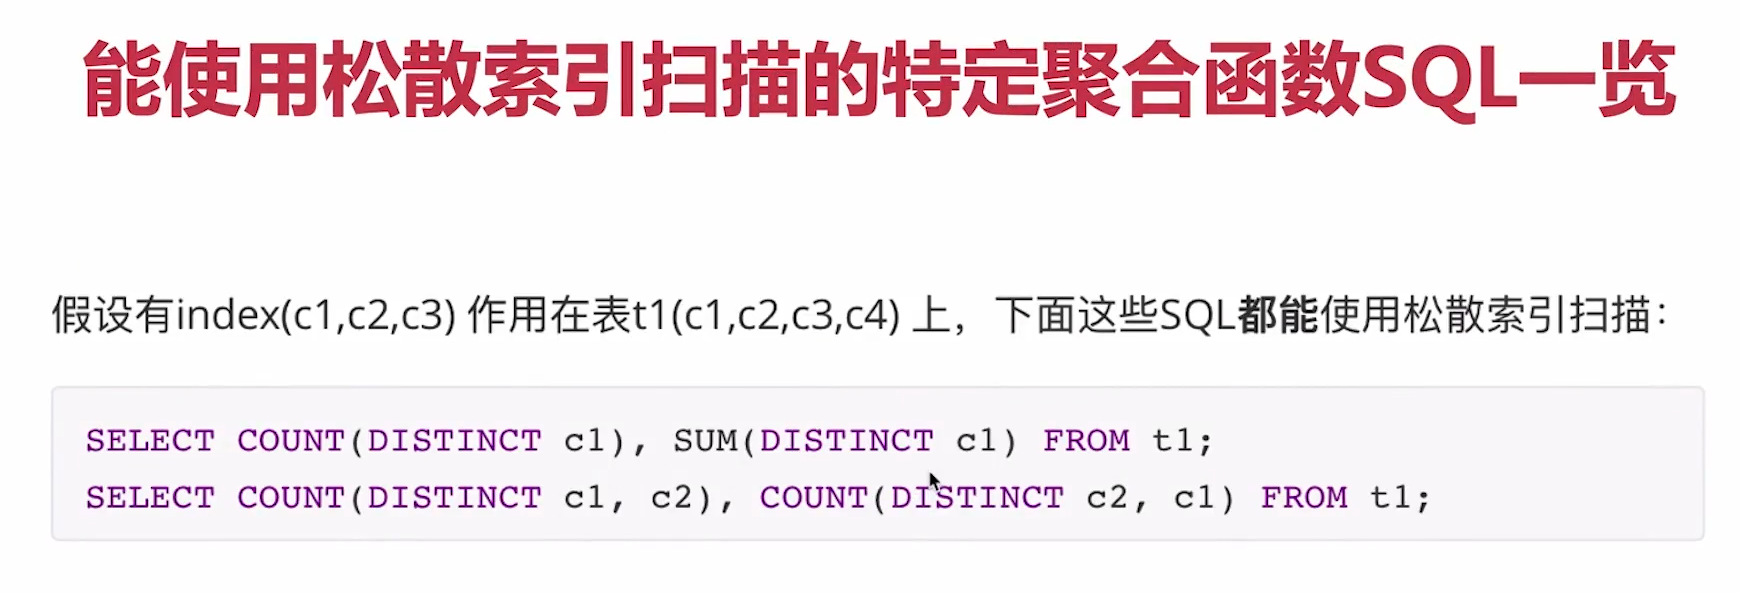 能使用松散索引扫描的特定聚合函数SQL一览
假设有index(c1,c2,c3) 作用在表t1(c1,c2,c3,c4) 上，下面这些SQL都能使用松散索引扫描：
SELECT COUNT(DISTINCT c1), SUM(DISTINCT c1) FROM t1;
SELECT COUNT(DISTINCT c1, c2), COUNT(DISTINCT c2, c1) FROM t1;